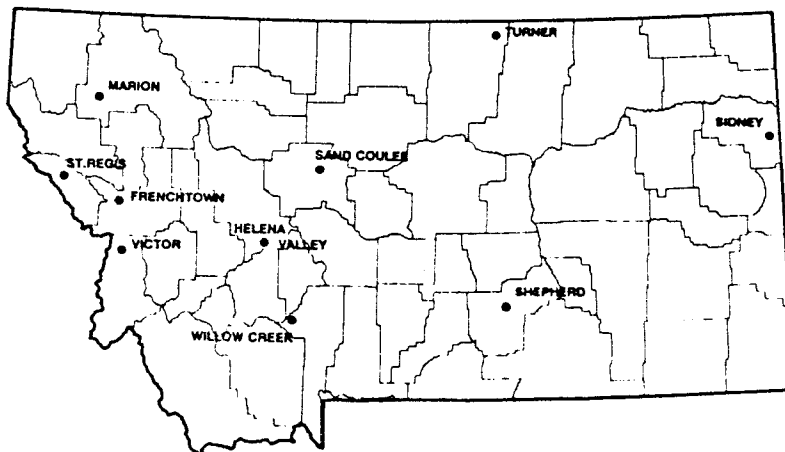 TURNER
MARION
SIDNEY
ST.REGIS
SAND COULEE
FRENCHTOWN
HELENA
VALLEY
VICTOR
SHEPHERD
WILLOW CREEK